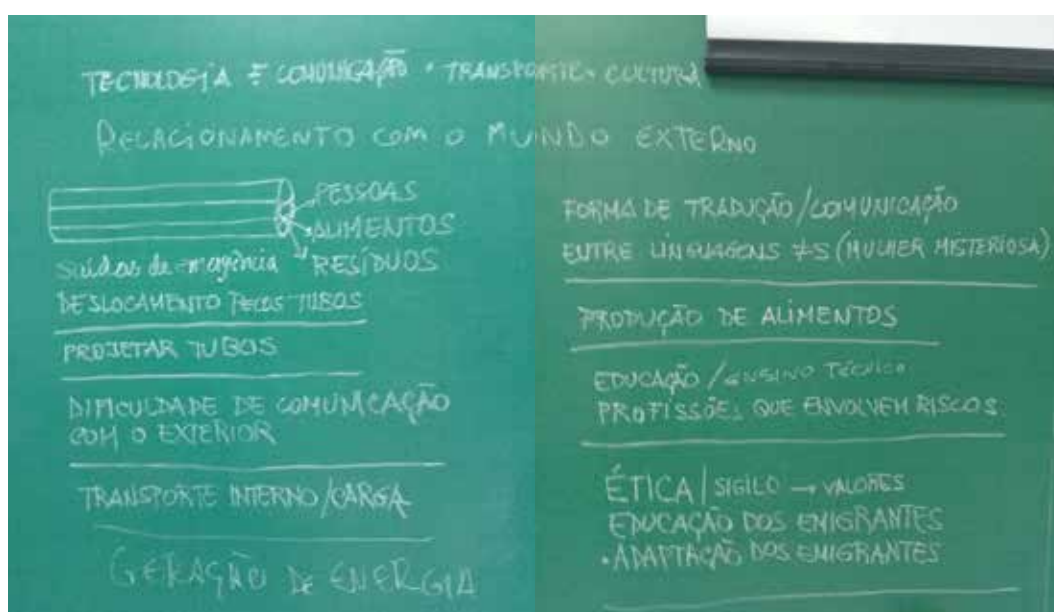 TECNOLOGIA E COMUNICAÇÃO • TRANSPORTE • CULTURA
RELACIONAMENTO COM O MUNDO EXTERNO
PESSOAS
ALIMENTOS
RESÍDUOS
saídas de emergência
DESLOCAMENTO PELOS TUBOS
PROJETAR TUBOS
DIFICULDADE DE COMUNICAÇÃO
COM O EXTERIOR
TRANSPORTE INTERNO/CARGA
GERAÇÃO DE ENERGIA
FORMA DE TRADUÇÃO/COMUNICAÇÃO
ENTRE LINGUAGENS ≠S (MULHER MISTERIOSA)
PRODUÇÃO DE ALIMENTOS
EDUCAÇÃO/ENSINO TÉCNICO
PROFISSÕES QUE ENVOLVEM RISCOS
ÉTICA/SIGILO → VALORES
EDUCAÇÃO DOS EMIGRANTES
• ADAPTAÇÃO DOS EMIGRANTES